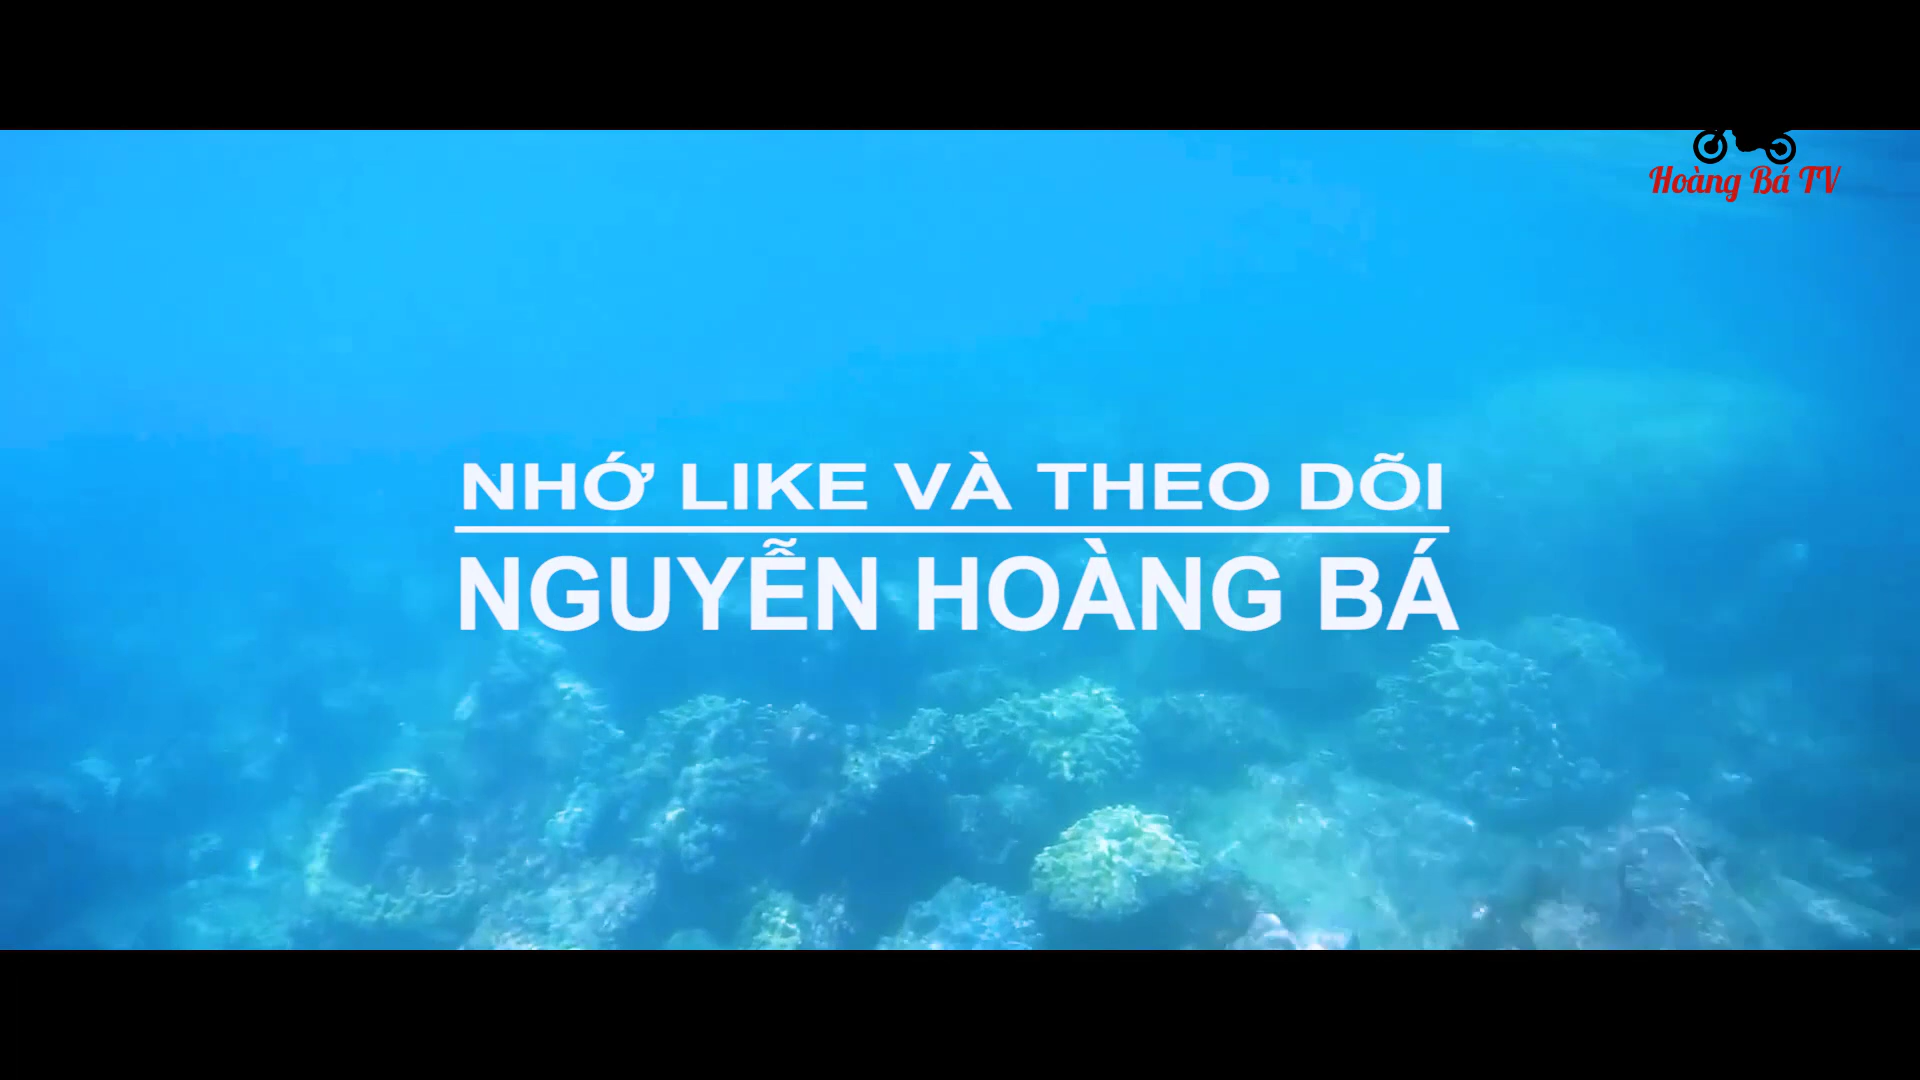 Hoàng Bá TV
NHỚ LIKE VÀ THEO DÕI
NGUYỄN HOÀNG BÁ